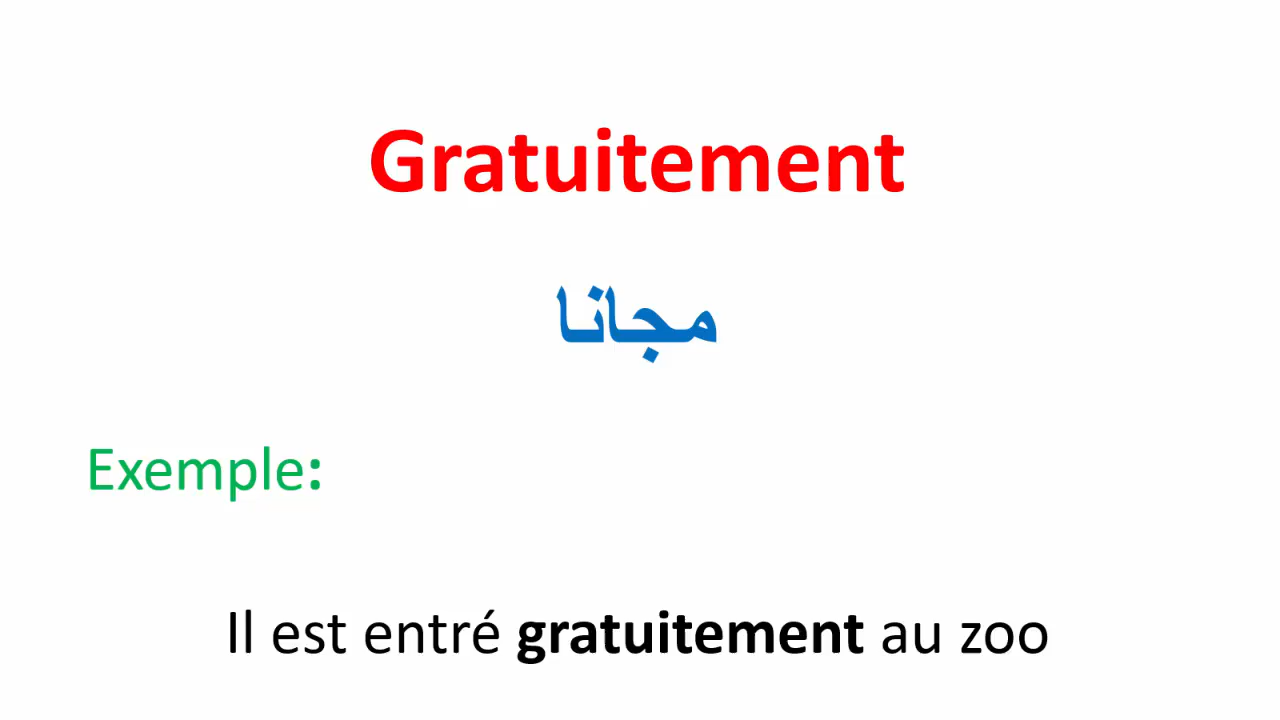 Gratuitement
مجانا
Exemple:
Il est entré gratuitement au zoo